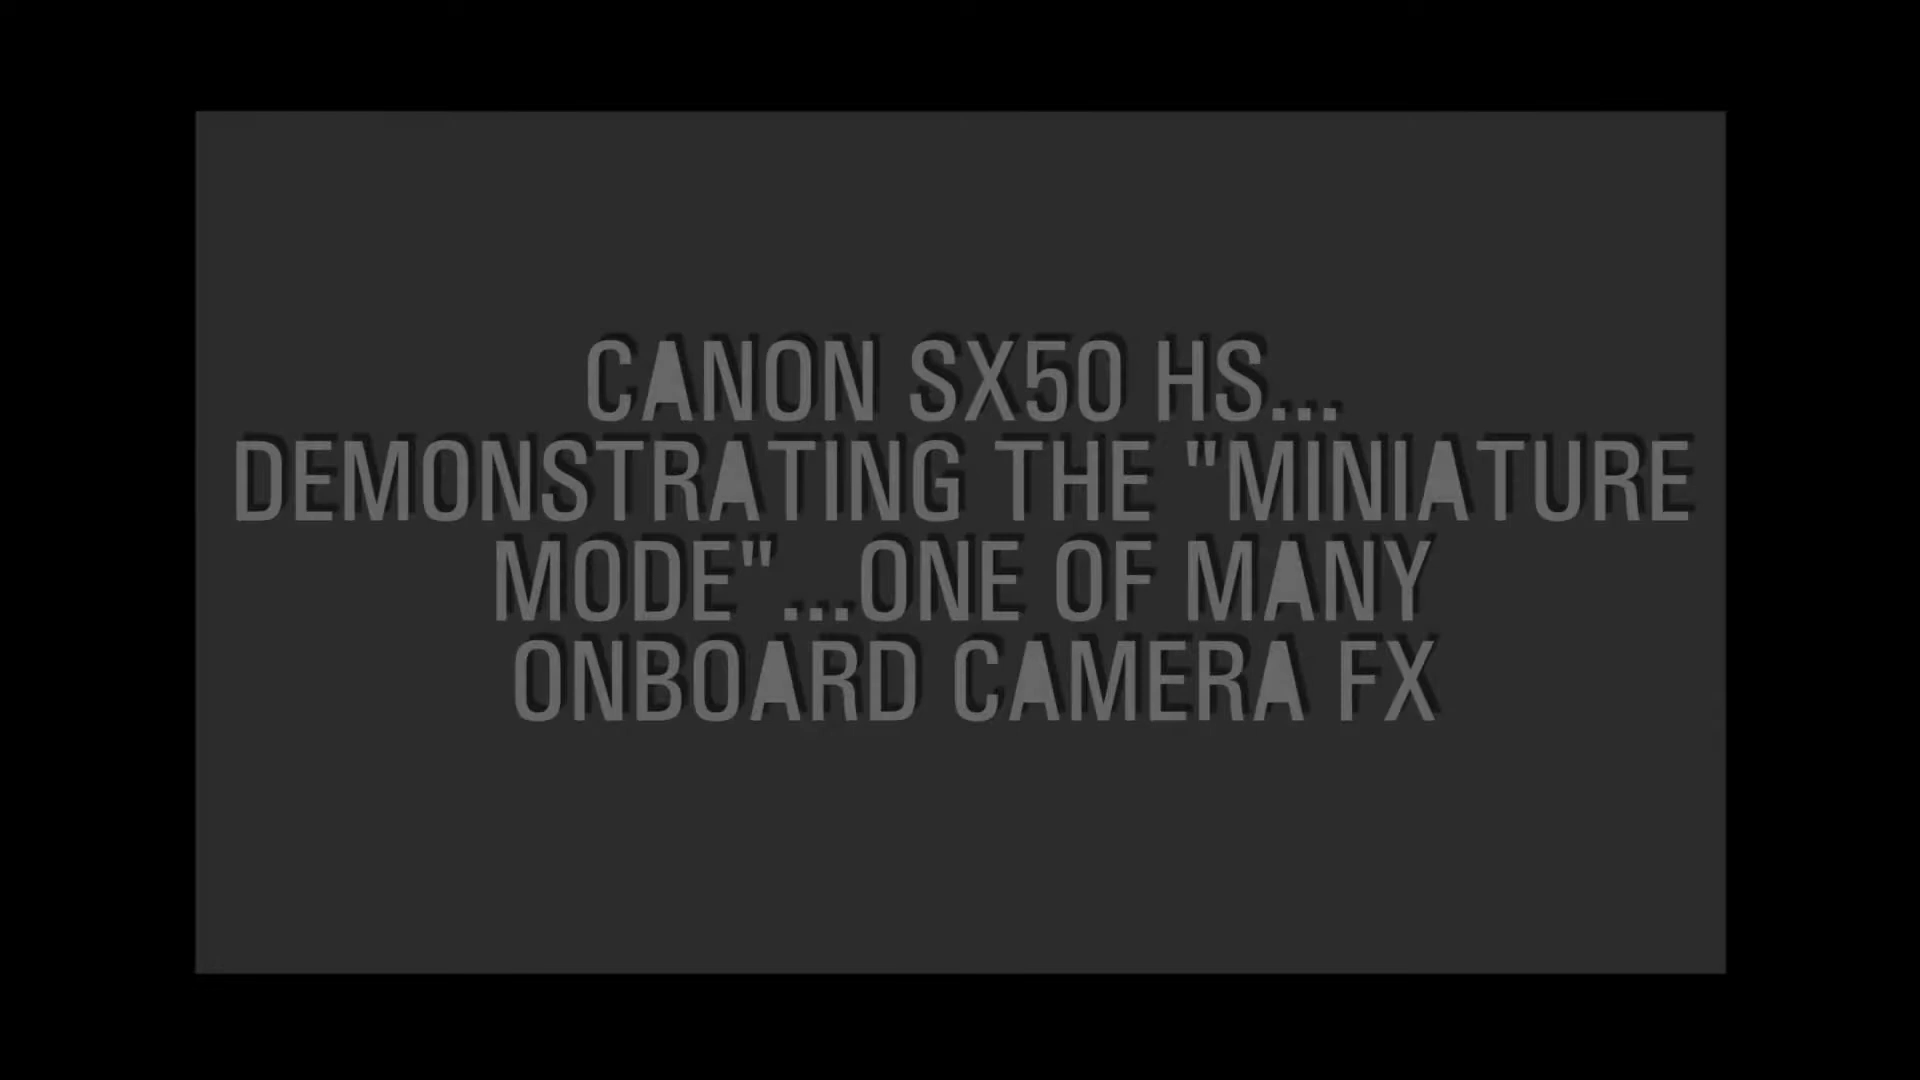 CANON SX50 HS...
DEMONSTRATING THE "MINIATURE
MODE"...ONE OF MANY
ONBOARD CAMERA FX